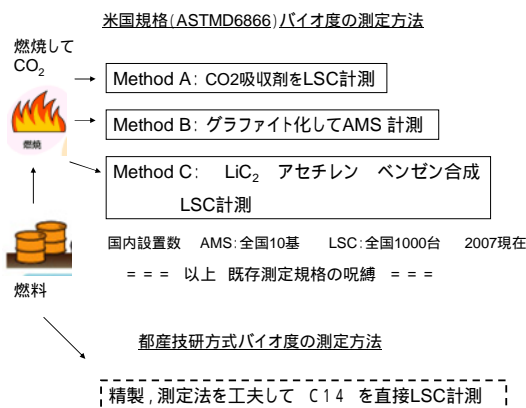 米国規格(ASTMD6866)バイオ度の測定方法
燃焼して
CO2
Method A: CO2吸収剤をLSC計測
Method B: グラファイト化してAMS 計測
燃焼
Method C: LiC2 アセチレン ベンゼン合成
LSC計測
国内設置数 AMS:全国10基 LSC:全国1000台 2007現在
= = = 以上 既存測定規格の呪縛 = = =
燃料
都産技研方式バイオ度の測定方法
精製,測定法を工夫して C14 を直接LSC計測